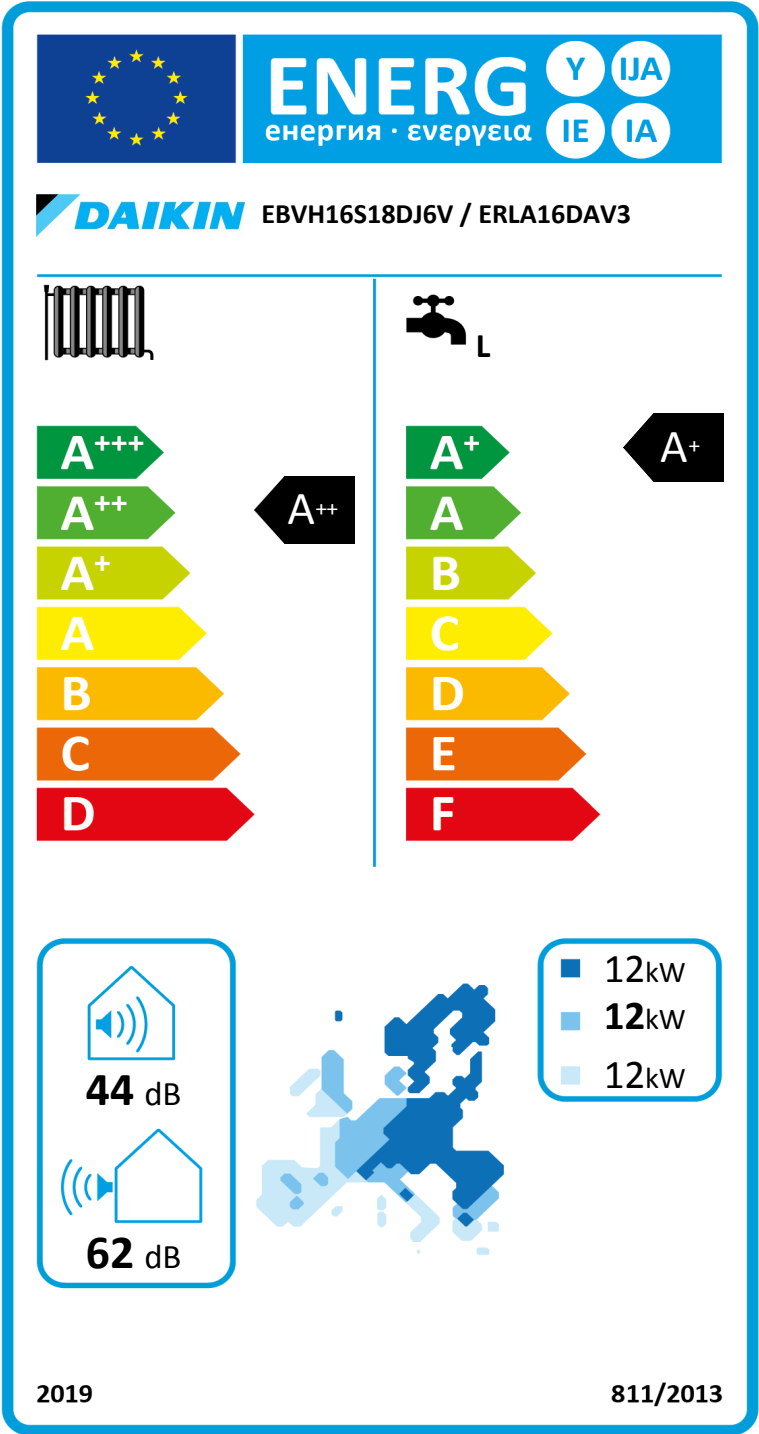 ENERG
енергия · ενεργεια
Y IJA
IE IA
DAIKIN EBVH16S18DJ6V / ERLA16DAV3
L
A+++
A++
A+
A
B
C
D
A++
A+
A
B
C
D
E
F
A+
44 dB
62 dB
12kW
12kW
12kW
2019
811/2013